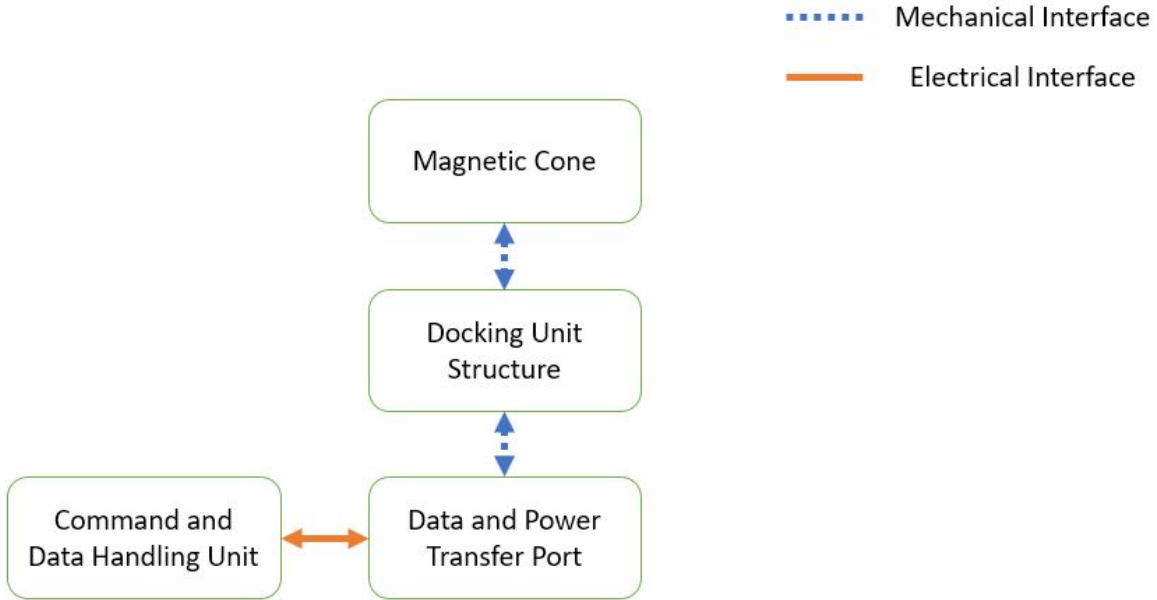 Mechanical Interface
Electrical Interface
Magnetic Cone
Docking Unit
Structure
Command and
Data Handling Unit
Data and Power
Transfer Port